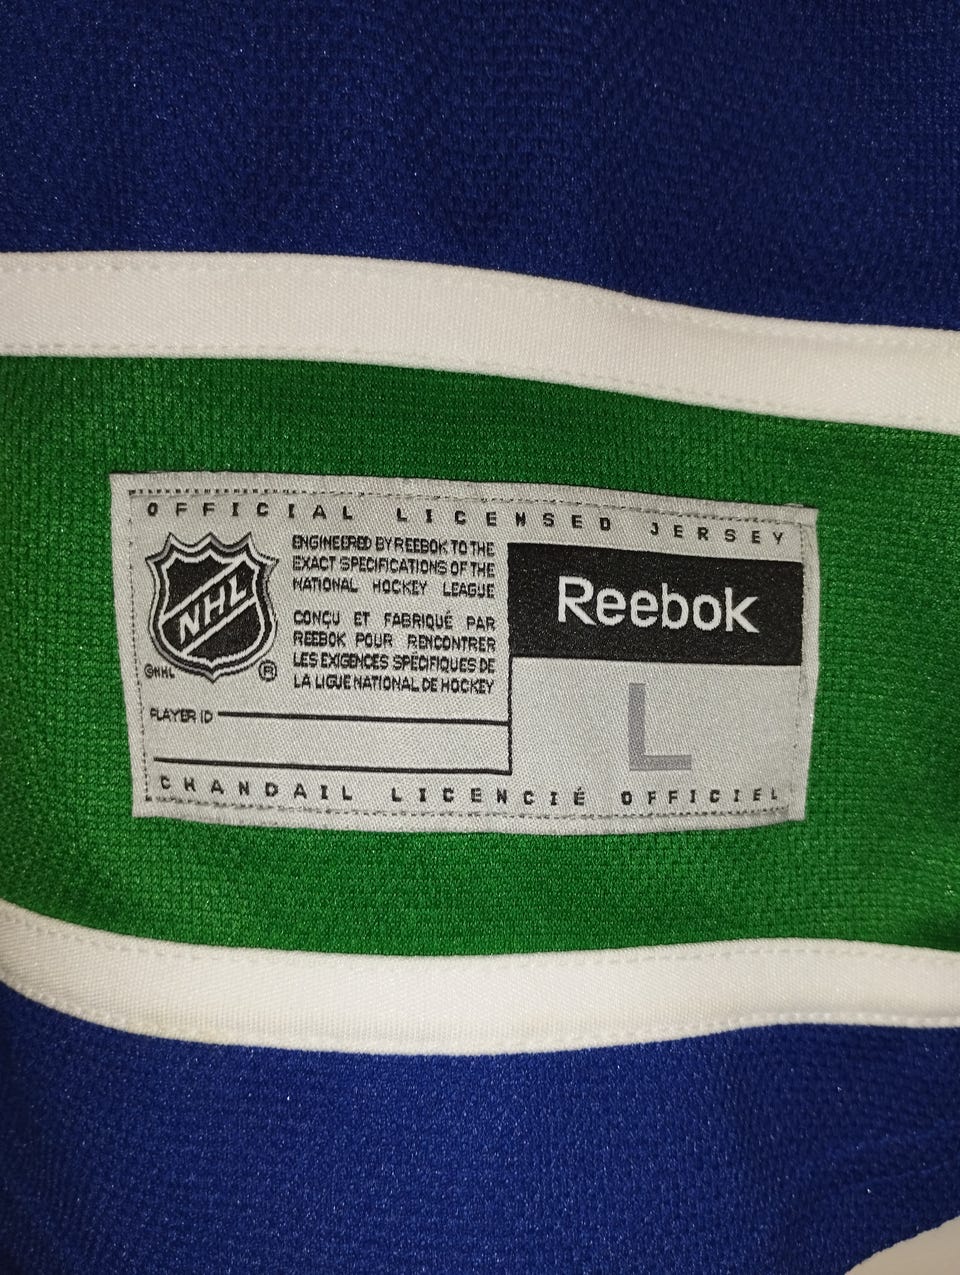 OFFICIAL LICENSED JERSEY
NHL
©NHL ®
ENGINEERED BY REEBOK TO THE
EXACT SPECIFICATIONS OF THE
NATIONAL HOCKEY LEAGUE
CONÇU ET FABRIQUÉ PAR
REEBOK POUR RENCONTRER
LES EXIGENCES SPÉCIFIQUES DE
LA LIGUE NATIONAL DE HOCKEY
Reebok
PLAYER ID
L
CHANDAIL LICENCIÉ OFFICIEL